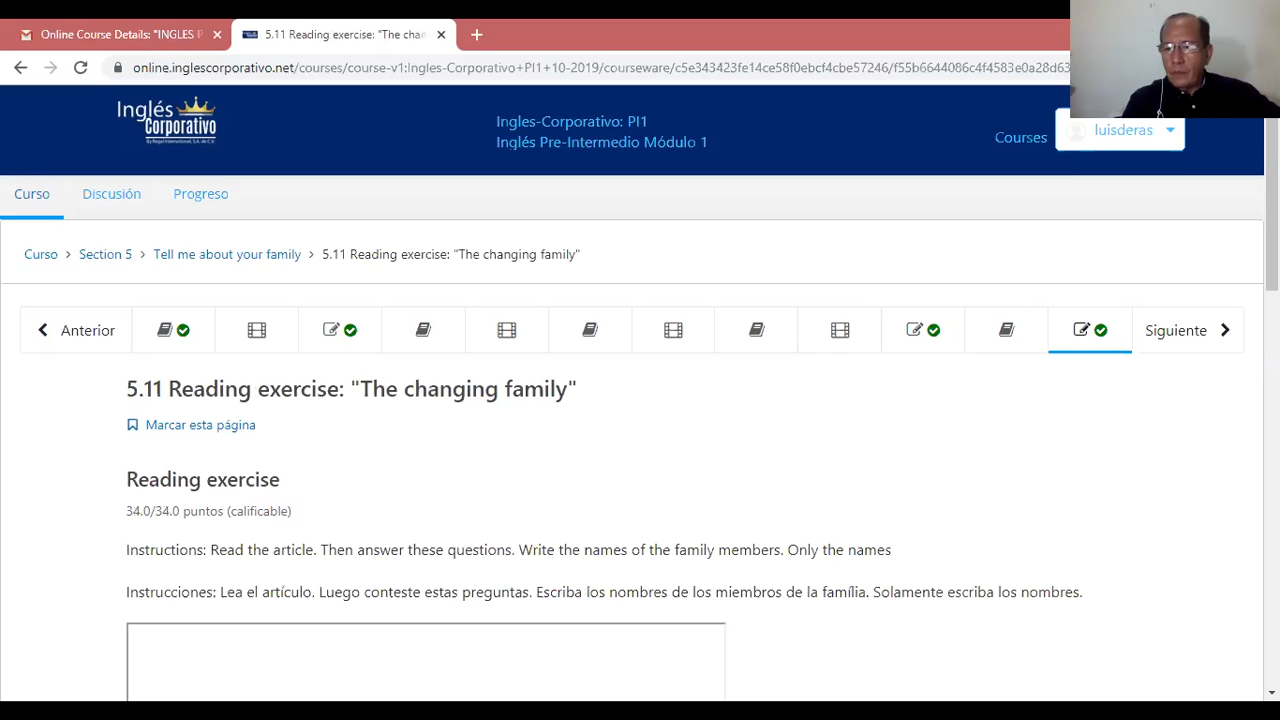 Online Course Details: "INGLES P
5.11 Reading exercise: "The chan
online.inglescorporativo.net/courses/course-v1:Ingles-Corporativo+PI1+10-2019/courseware/c5e343423fe14ce58f0ebcf4cbe57246/f55b6644086c4f4583e0a28d63
Inglés
Corporativo
By Regal International, S.A. de C.V.
Ingles-Corporativo: PI1
Inglés Pre-Intermedio Módulo 1
Courses
luisderas
Curso
Discusión
Progreso
Curso > Section 5 > Tell me about your family > 5.11 Reading exercise: "The changing family"
Anterior
Siguiente
5.11 Reading exercise: "The changing family"
Marcar esta página
Reading exercise
34.0/34.0 puntos (calificable)
Instructions: Read the article. Then answer these questions. Write the names of the family members. Only the names
Instrucciones: Lea el artículo. Luego conteste estas preguntas. Escriba los nombres de los miembros de la família. Solamente escriba los nombres.